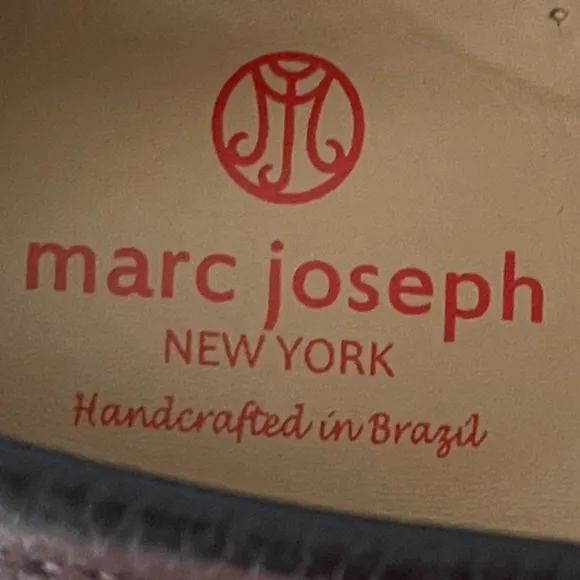 marc joseph
NEW YORK
Handcrafted in Brazil